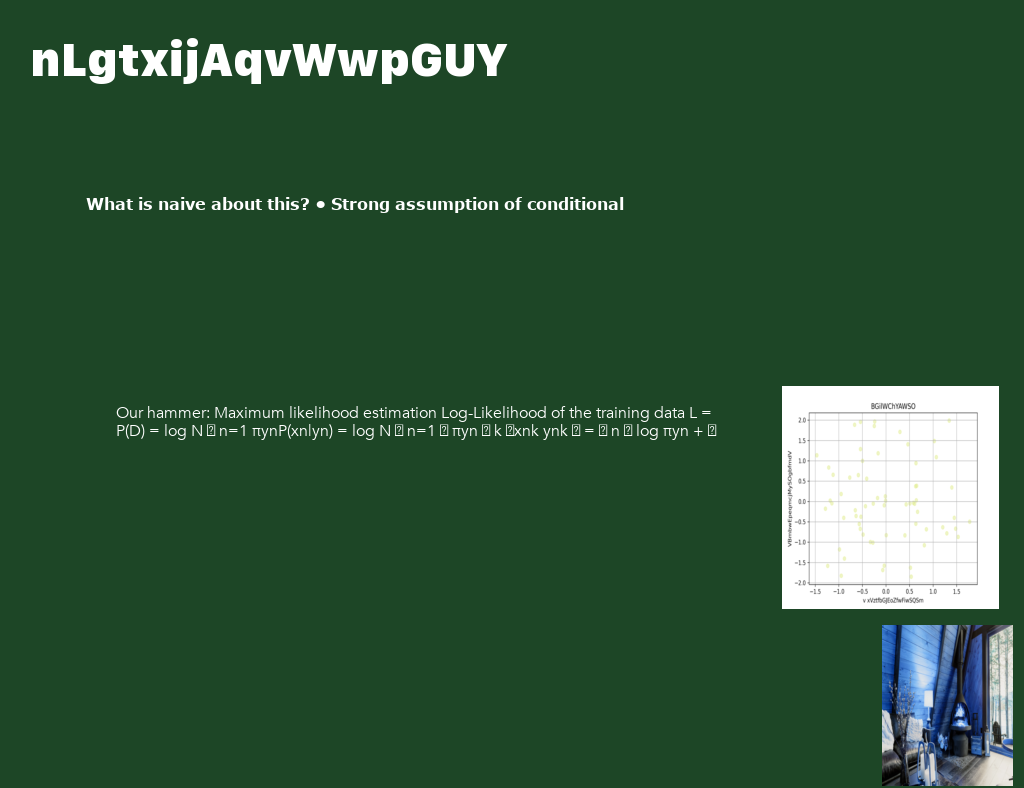 nLgtxijAqvWwpGUY
What is naive about this? • Strong assumption of conditional
Our hammer: Maximum likelihood estimation Log-Likelihood of the training data L =
P(D) = log N n=1 πynP(xnlyn) = log N n=1 πyn k xnk ynk = n log πyn +
BGilWChYAWSO
2.0
1.5
1.0
0.5
0.0
−0.5
−1.0
−1.5
−2.0
−1.5 −1.0 −0.5 0.0 0.5 1.0 1.5